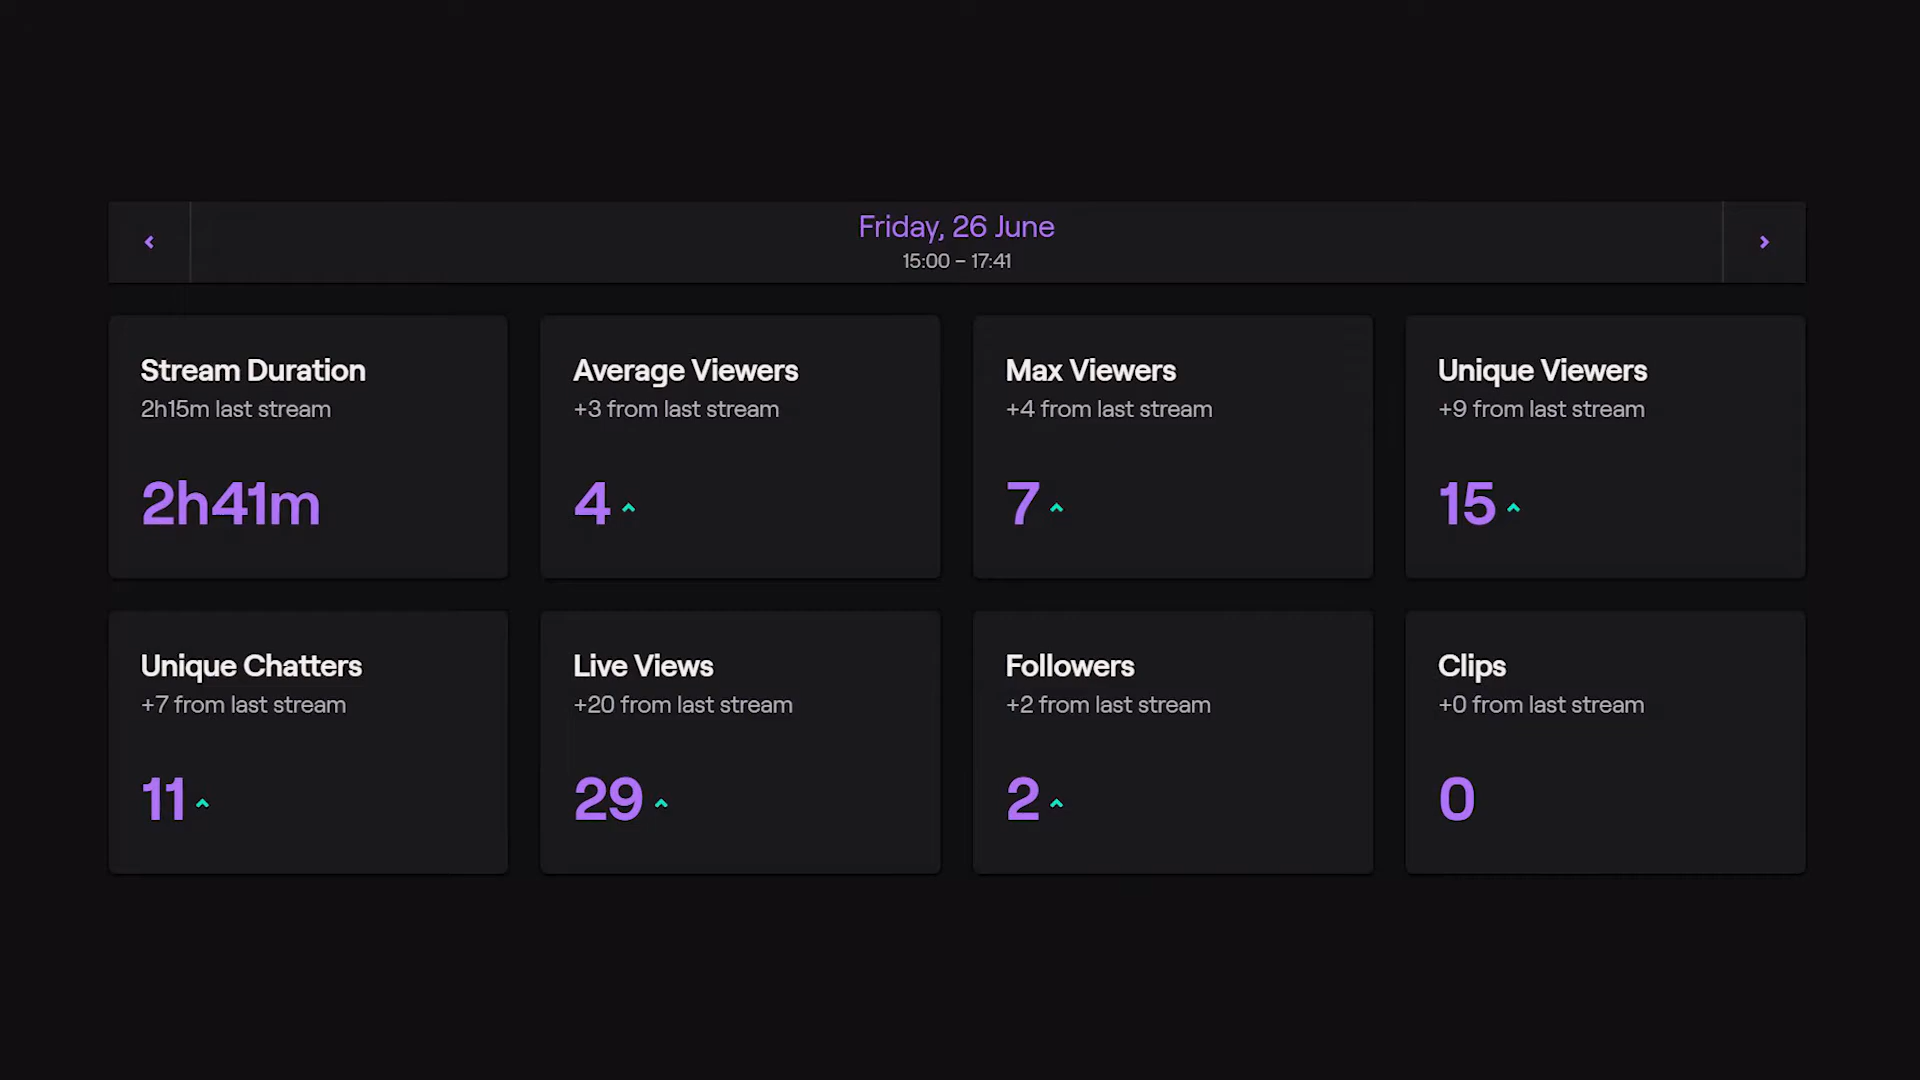 Friday, 26 June
15:00 – 17:41
Stream Duration
2h15m last stream
2h41m
Average Viewers
+3 from last stream
4
Max Viewers
+4 from last stream
7
Unique Viewers
+9 from last stream
15
Unique Chatters
+7 from last stream
11
Live Views
+20 from last stream
29
Followers
+2 from last stream
2
Clips
+0 from last stream
0